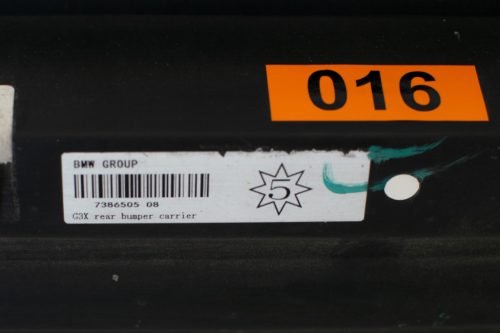 016
BMW GROUP
7386505 08
G3X rear bumper carrier
5